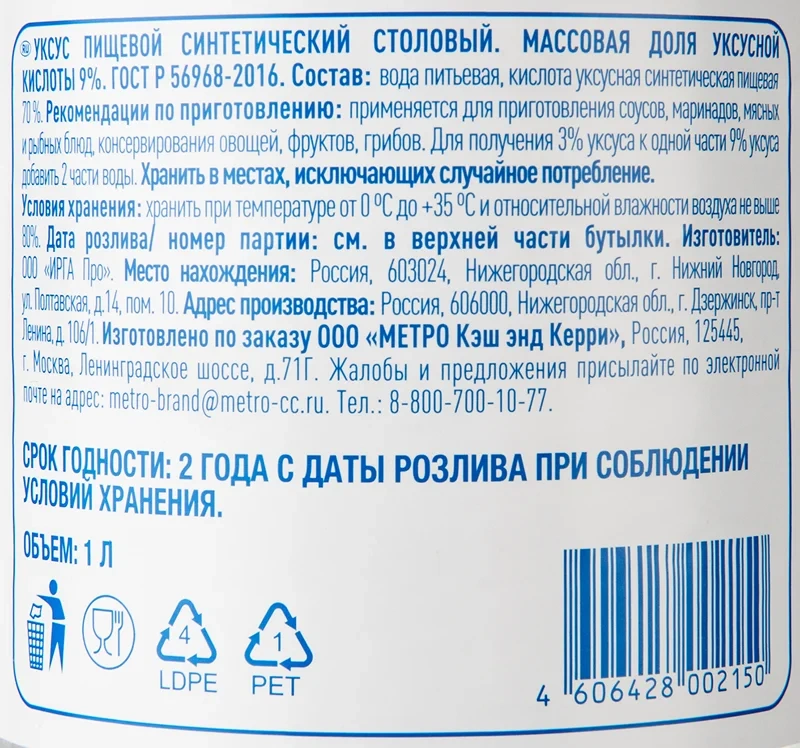 RU УКСУС ПИЩЕВОЙ СИНТЕТИЧЕСКИЙ СТОЛОВЫЙ. МАССОВАЯ ДОЛЯ УКСУСНОЙ
КИСЛОТЫ 9%. ГОСТ Р 56968-2016. Состав: вода питьевая, кислота уксусная синтетическая пищевая
70%. Рекомендации по приготовлению: применяется для приготовления соусов, маринадов, мясных
и рыбных блюд, консервирования овощей, фруктов, грибов. Для получения 3% уксуса к одной части 9% уксуса
добавить 2 части воды. Хранить в местах, исключающих случайное потребление.
Условия хранения: хранить при температуре от 0 °С до +35 °С и относительной влажности воздуха не выше
80%. Дата розлива/ номер партии: см. в верхней части бутылки. Изготовитель:
ООО «ИРГА Про». Место нахождения: Россия, 603024, Нижегородская обл., г. Нижний Новгород,
ул. Полтавская, д.14, пом. 10. Адрес производства: Россия, 606000, Нижегородская обл., г. Дзержинск, пр-т
Ленина, д. 106/1. Изготовлено по заказу ООО «МЕТРО Кэш энд Керри», Россия, 125445,
г. Москва, Ленинградское шоссе, д.71Г. Жалобы и предложения присылайте по электронной
почте на адрес: metro-brand@metro-cc.ru. Тел.: 8-800-700-10-77.
СРОК ГОДНОСТИ: 2 ГОДА С ДАТЫ РОЗЛИВА ПРИ СОБЛЮДЕНИИ
УСЛОВИЙ ХРАНЕНИЯ.
ОБЪЕМ: 1 Л
4 1
LDPE PET
4 606428 002150